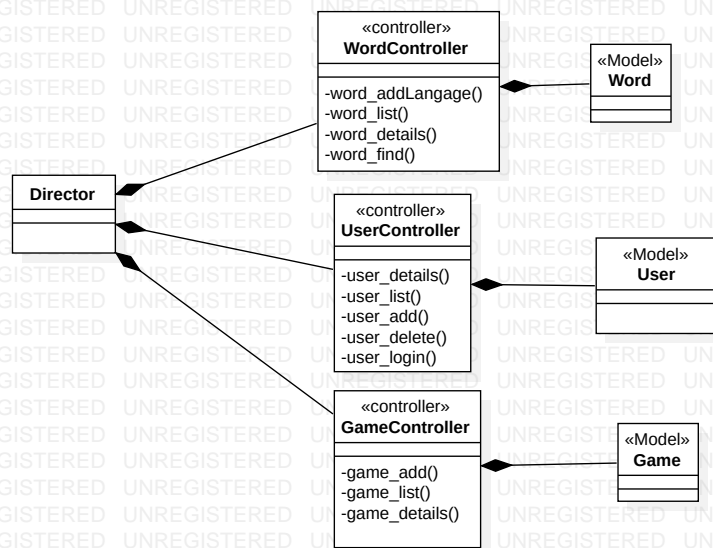 «controller»
WordController
-word_addLangage()
-word_list()
-word_details()
-word_find()
«Model»
Word
Director
«controller»
UserController
-user_details()
-user_list()
-user_add()
-user_delete()
-user_login()
«Model»
User
«controller»
GameController
-game_add()
-game_list()
-game_details()
«Model»
Game
UNREGISTERED